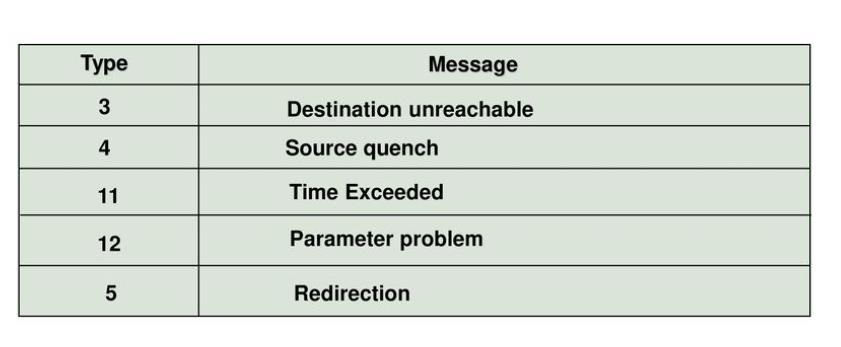 Type Message
3 Destination unreachable
4 Source quench
11 Time Exceeded
12 Parameter problem
5 Redirection